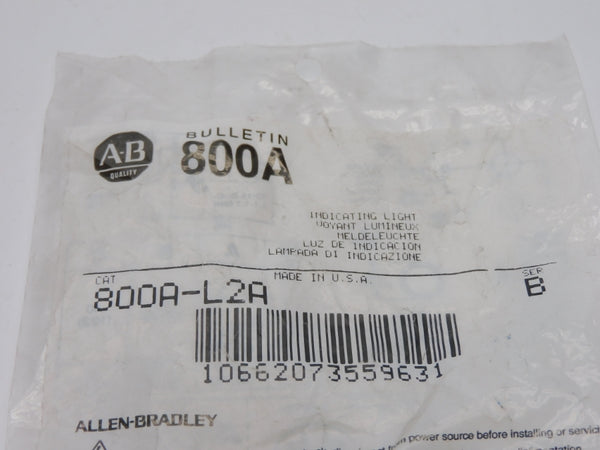 A-B
QUALITY
BULLETIN
800A
INDICATING LIGHT
VOYANT LUMINEUX
MELDELEUCHTE
LUZ DE INDICACION
LAMPADA DI INDICAZIONE
CAT
MADE IN U.S.A.
SER
800A-L2A
B
10662073559631
ALLEN-BRADLEY
power source before installing or servic